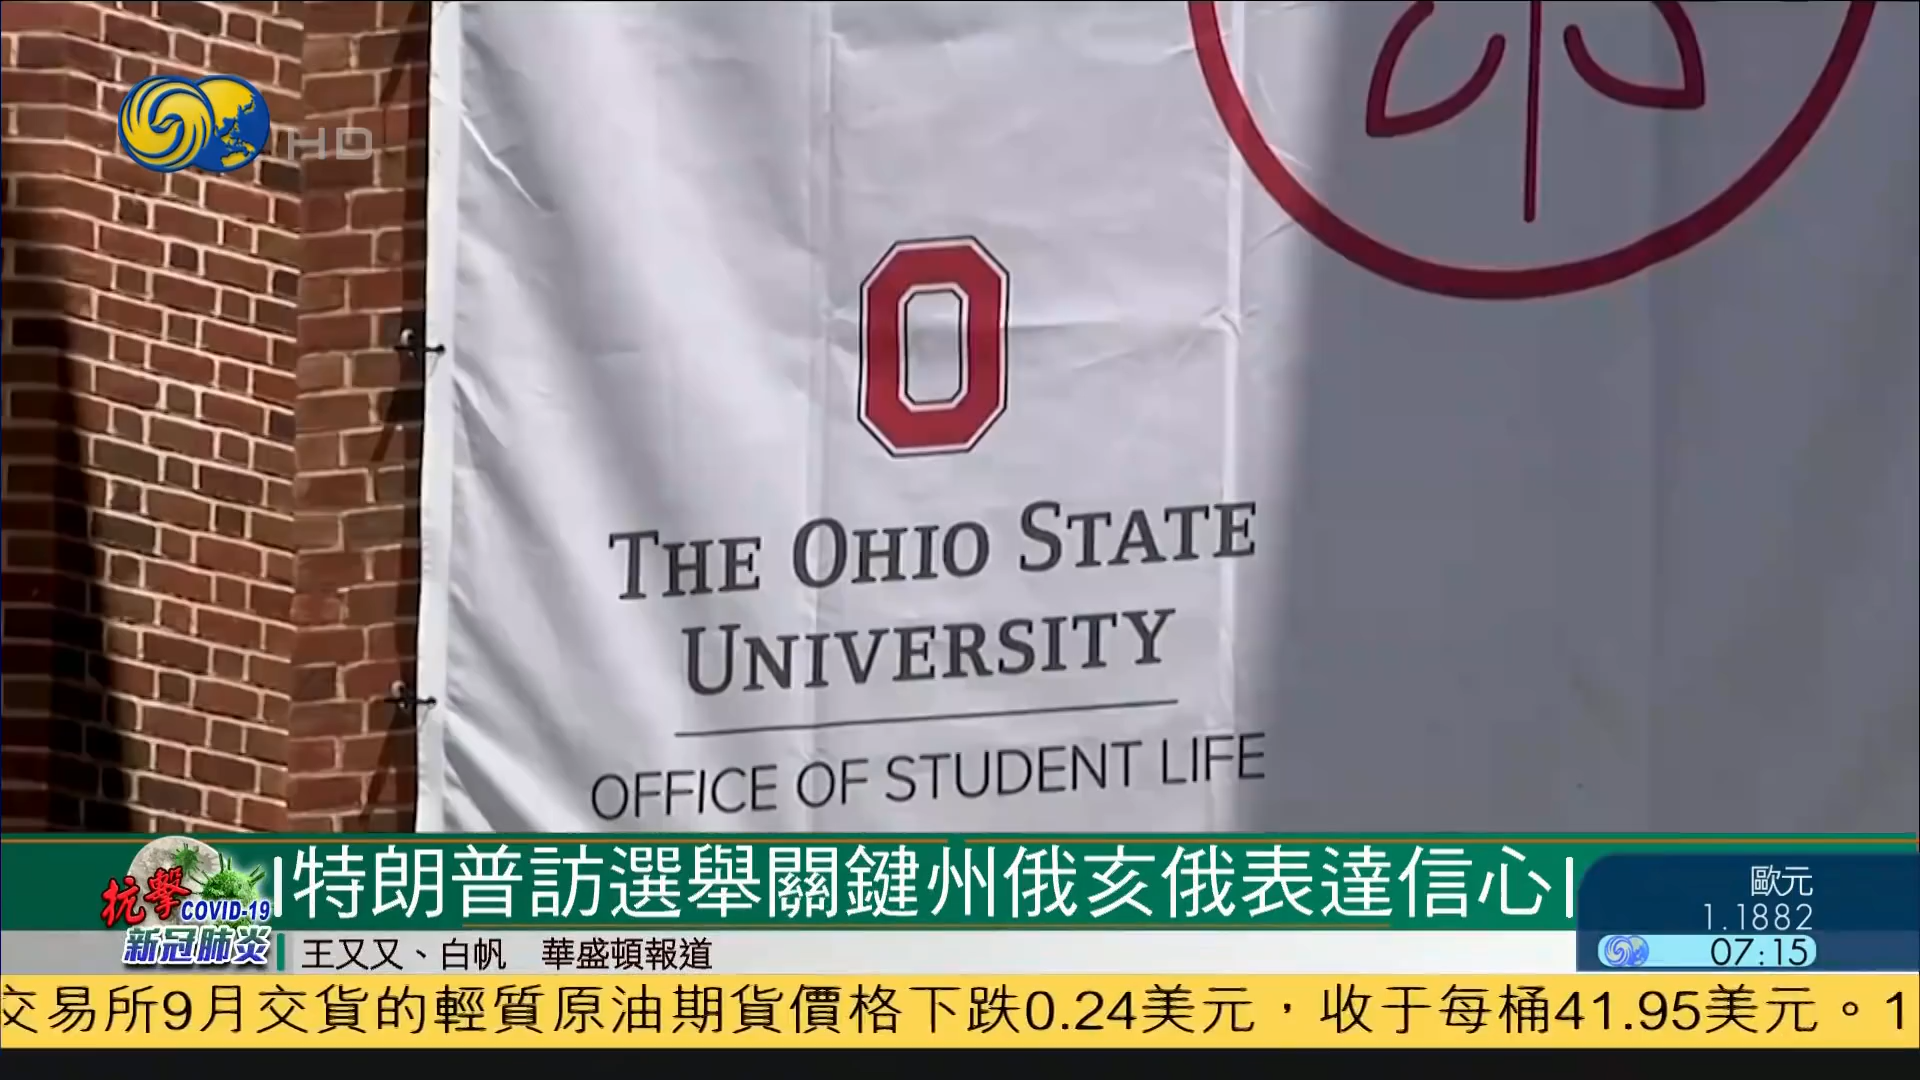 HD
O
THE OHIO STATE
UNIVERSITY
OFFICE OF STUDENT LIFE
抗擊
COVID-19
新冠肺炎
特朗普訪選舉關鍵州俄亥俄表達信心
王又又、白帆 華盛頓報道
歐元
1.1882
07:15
交易所9月交貨的輕質原油期貨價格下跌0.24美元，收于每桶41.95美元。1